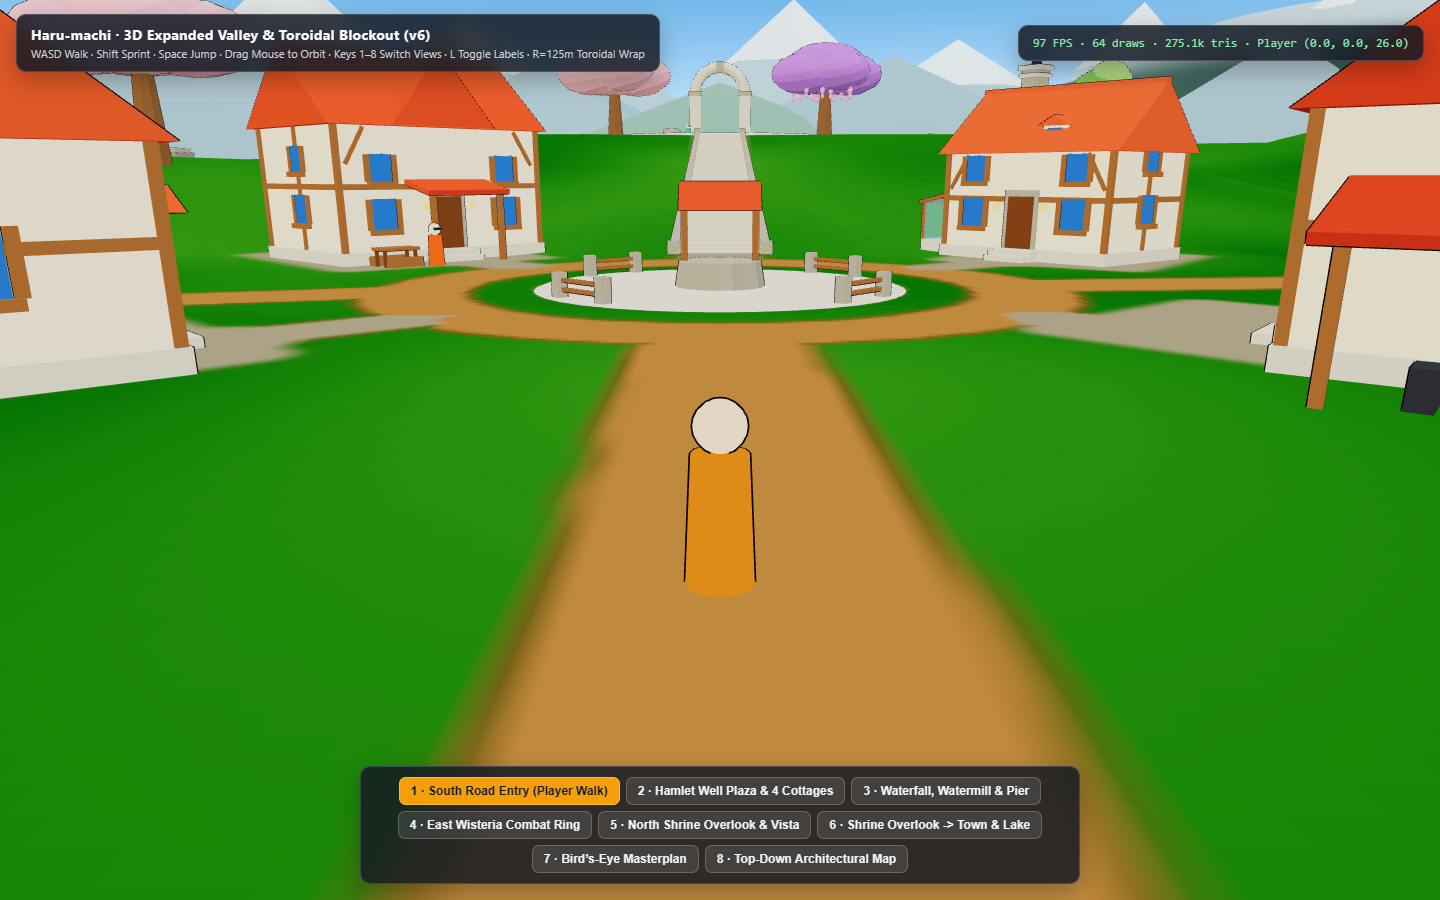 Haru-machi · 3D Expanded Valley & Toroidal Blockout (v6)
WASD Walk · Shift Sprint · Space Jump · Drag Mouse to Orbit · Keys 1–8 Switch Views · L Toggle Labels · R=125m Toroidal Wrap
97 FPS · 64 draws · 275.1k tris · Player (0.0, 0.0, 26.0)
1 · South Road Entry (Player Walk)
2 · Hamlet Well Plaza & 4 Cottages
3 · Waterfall, Watermill & Pier
4 · East Wisteria Combat Ring
5 · North Shrine Overlook & Vista
6 · Shrine Overlook -> Town & Lake
7 · Bird's-Eye Masterplan
8 · Top-Down Architectural Map